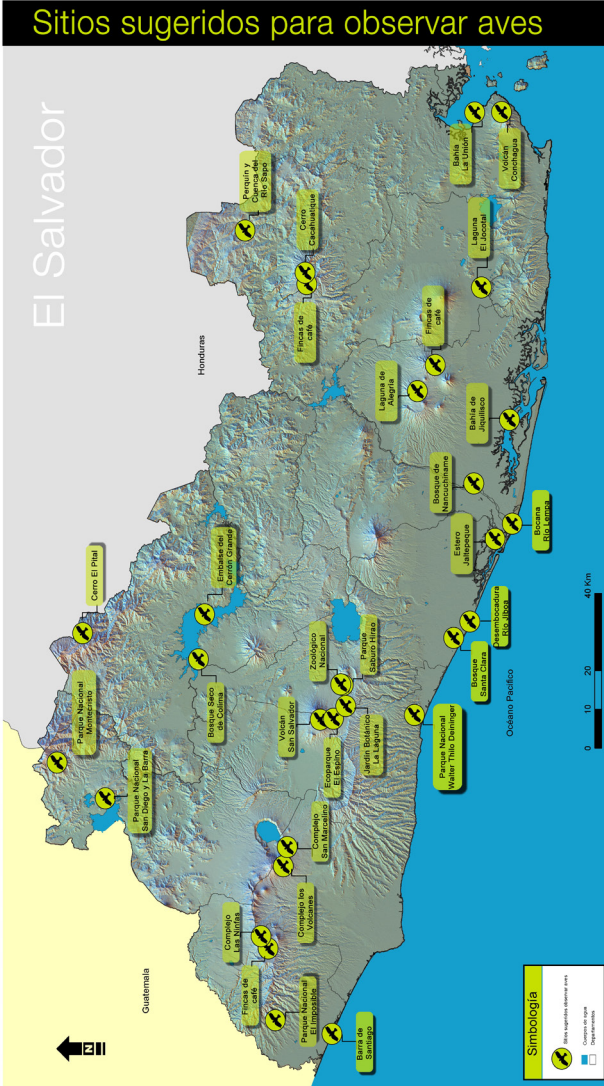 Sitios sugeridos para observar aves
El Salvador
Honduras
Guatemala
Océano Pacífico
N
Perquín y
Cuenca del
Río Sapo
Cerro
Cacahuatique
Fincas de
café
Bahía
La Unión
Volcán
Conchagua
Laguna
El Jocotal
Fincas de
café
Laguna de
Alegría
Bahía de
Jiquilisco
Bosque de
Nancuchiname
Bocana
Río Lempa
Estero
Jaltepeque
Cerro El Pital
Embalse del
Cerrón Grande
Bosque Seco
de Colima
Parque Naconal
Montecristo
Parque Nacional
San Diego y La Barra
Zoológico
Nacional
Parque
Saburo Hirao
Volcán
San Salvador
Ecoparque
El Espino
Jardín Botánico
La Laguna
Desembocadura
Río Jiboa
Bosque
Santa Clara
Parque Nacional
Walter Thilo Deininger
Complejo
San Marcelino
Complejo los
Volcanes
Complejo
Las Ninfas
Fincas de
café
Parque Nacional
El Imposible
Barra de
Santiago
0 10 20 40 Km
Simbología
Sitios sugeridos observar aves
Cuerpos de agua
Departamentos